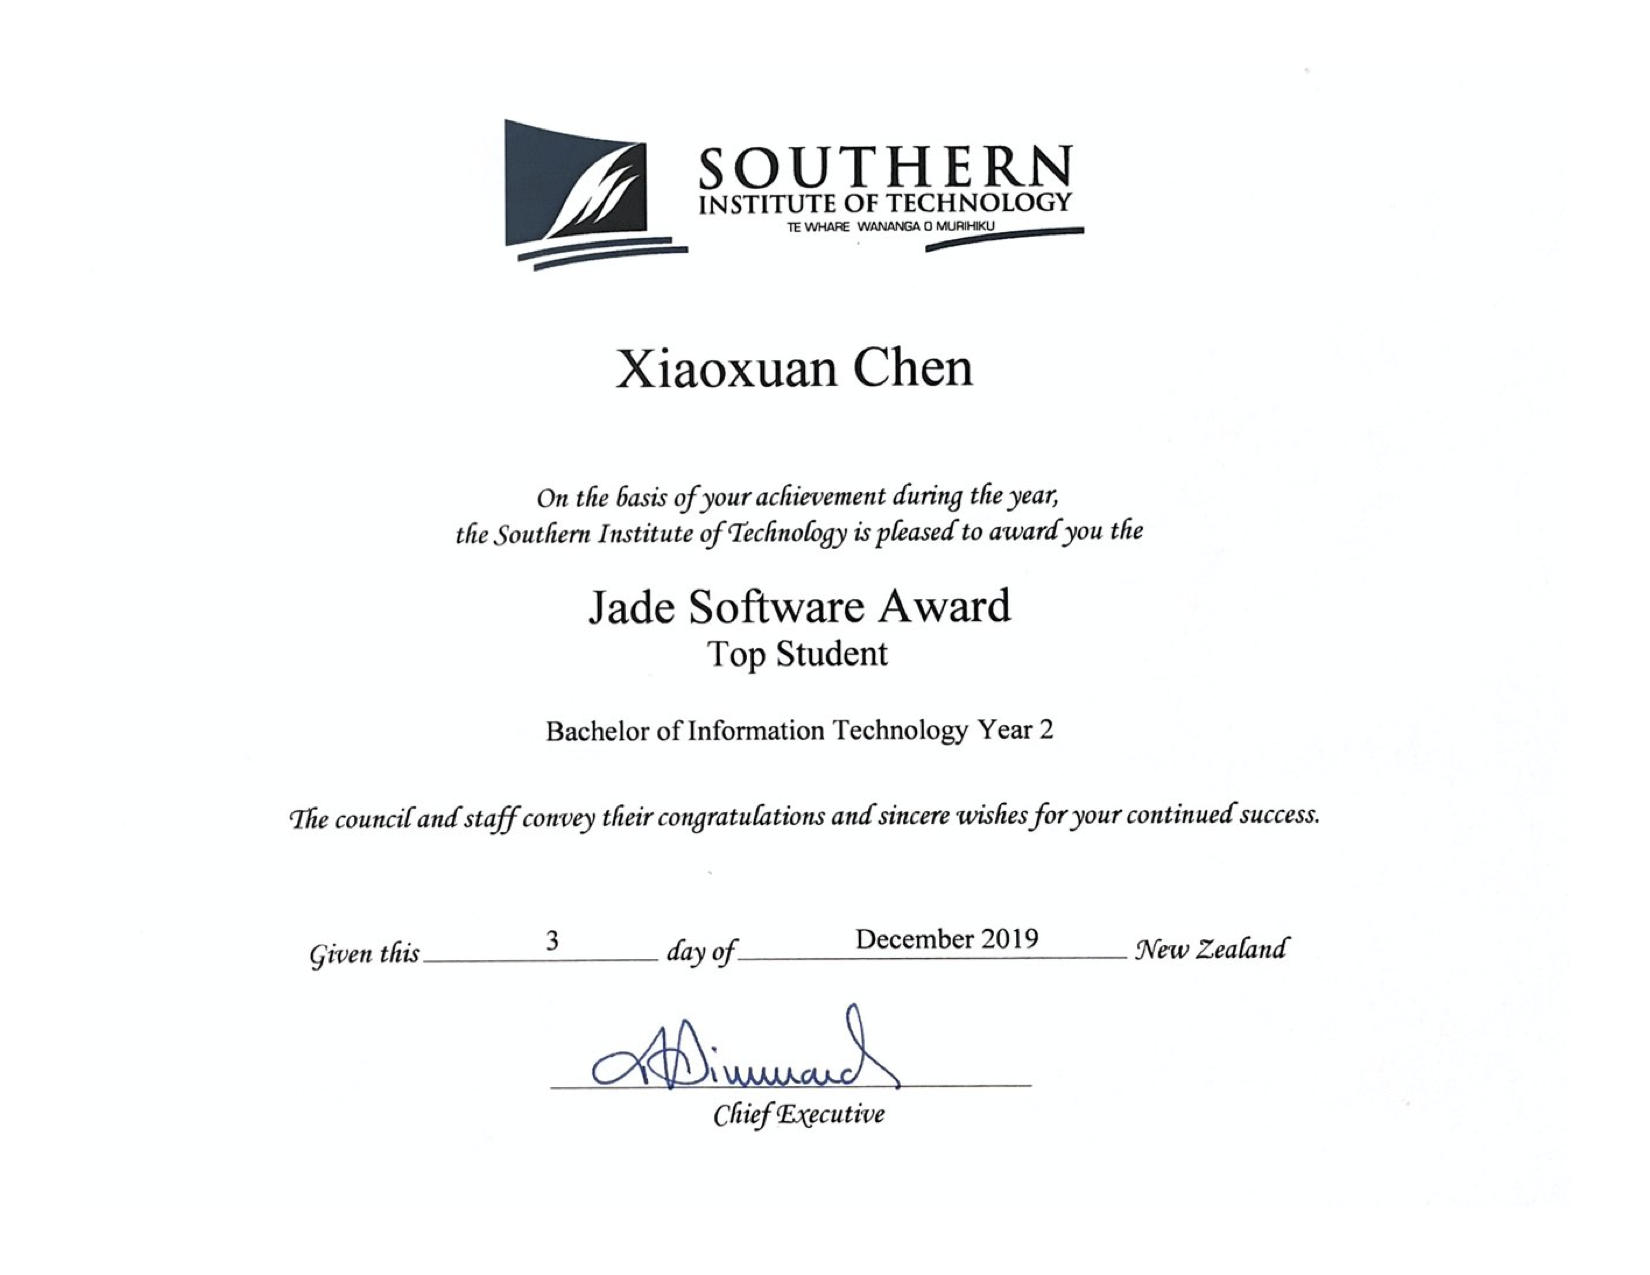 SOUTHERN
INSTITUTE OF TECHNOLOGY
TE WHARE WANANGA O MURIHIKU
Xiaoxuan Chen
On the basis of your achievement during the year,
the Southern Institute of Technology is pleased to award you the
Jade Software Award
Top Student
Bachelor of Information Technology Year 2
The council and staff convey their congratulations and sincere wishes for your continued success.
Given this 3 day of December 2019 New Zealand
Chief Executive